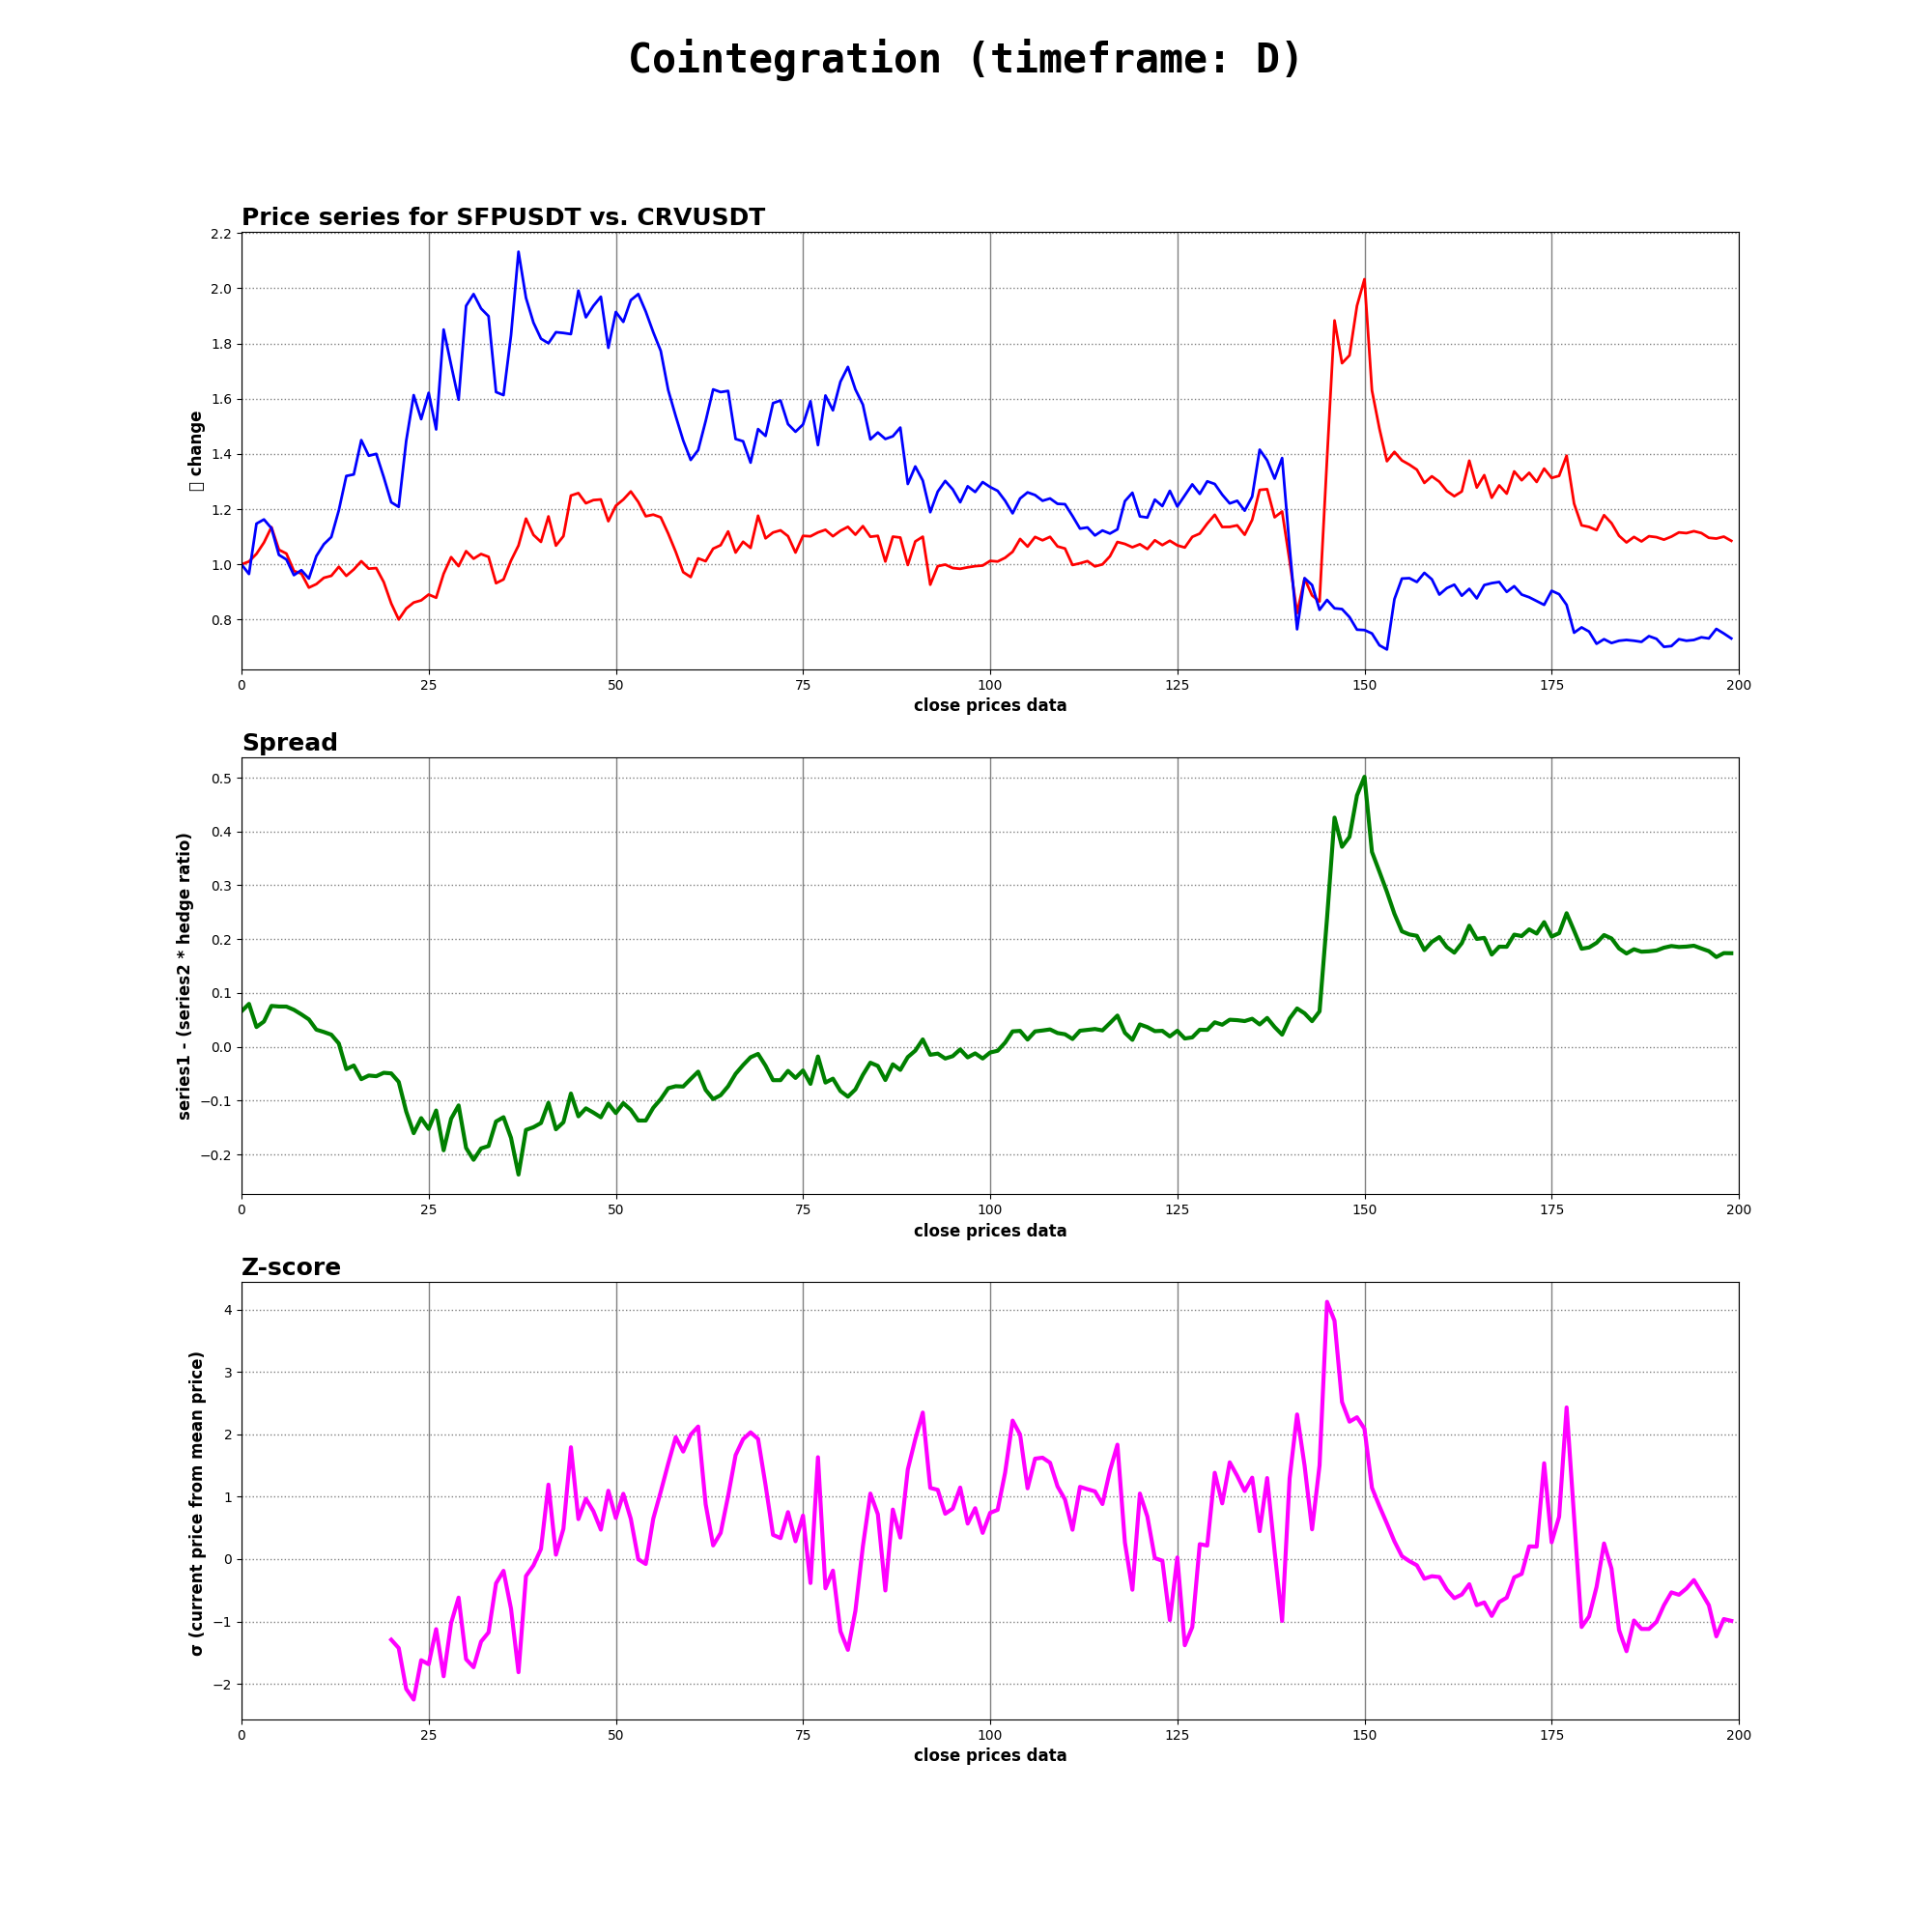 Cointegration (timeframe: D)
Price series for SFPUSDT vs. CRVUSDT
2.2
2.0
1.8
1.6
1.4
1.2
1.0
0.8
change
0 25 50 75 100 125 150 175 200
close prices data
Spread
0.5
0.4
0.3
0.2
0.1
0.0
−0.1
−0.2
series1 - (series2 * hedge ratio)
0 25 50 75 100 125 150 175 200
close prices data
Z-score
4
3
2
1
0
−1
−2
σ (current price from mean price)
0 25 50 75 100 125 150 175 200
close prices data